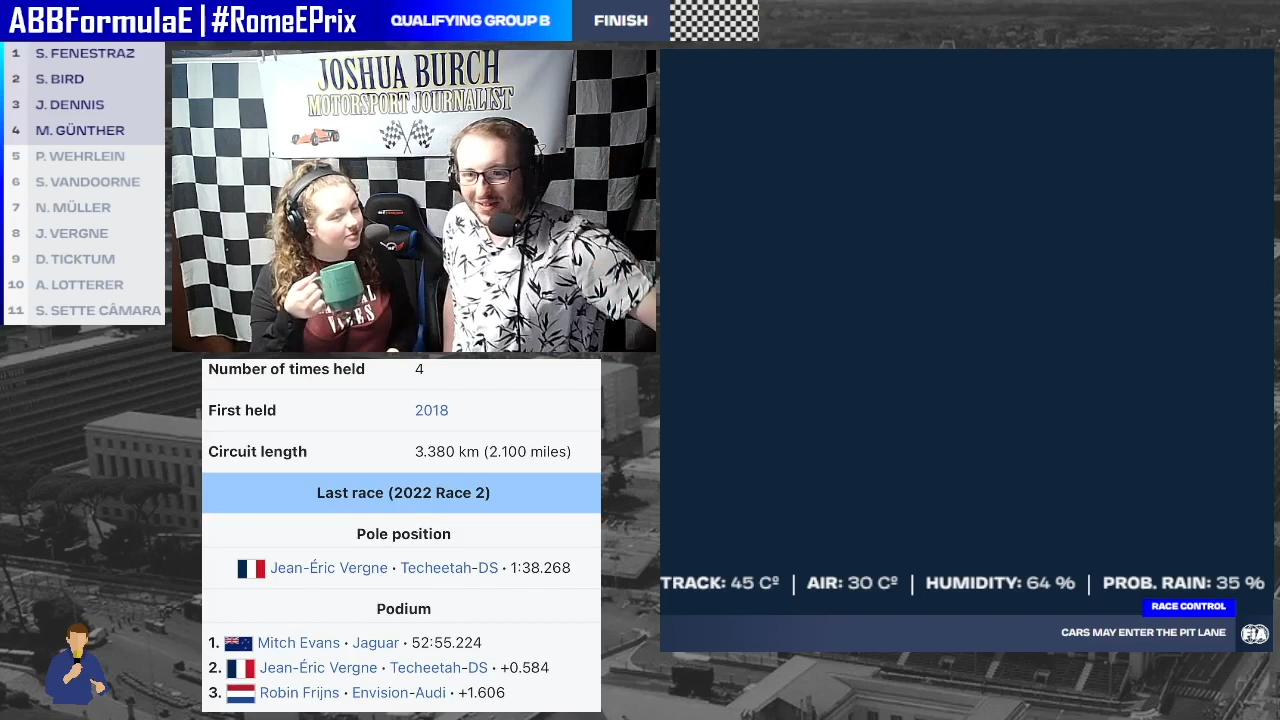 ABBFormulaE | #RomeEPrix
QUALIFYING GROUP B
FINISH
1 S. FENESTRAZ
2 S. BIRD
3 J. DENNIS
4 M. GÜNTHER
5 P. WEHRLEIN
6 S. VANDOORNE
7 N. MÜLLER
8 J. VERGNE
9 D. TICKTUM
10 A. LOTTERER
11 S. SETTE CÂMARA
JOSHUA BURCH
MOTORSPORT JOURNALIST
Number of times held 4
First held 2018
Circuit length 3.380 km (2.100 miles)
Last race (2022 Race 2)
Pole position
Jean-Éric Vergne · Techeetah-DS · 1:38.268
Podium
1. Mitch Evans · Jaguar · 52:55.224
2. Jean-Éric Vergne · Techeetah-DS · +0.584
3. Robin Frijns · Envision-Audi · +1.606
TRACK: 45 Cº | AIR: 30 Cº | HUMIDITY: 64 % | PROB. RAIN: 35 %
RACE CONTROL
CARS MAY ENTER THE PIT LANE
FIA